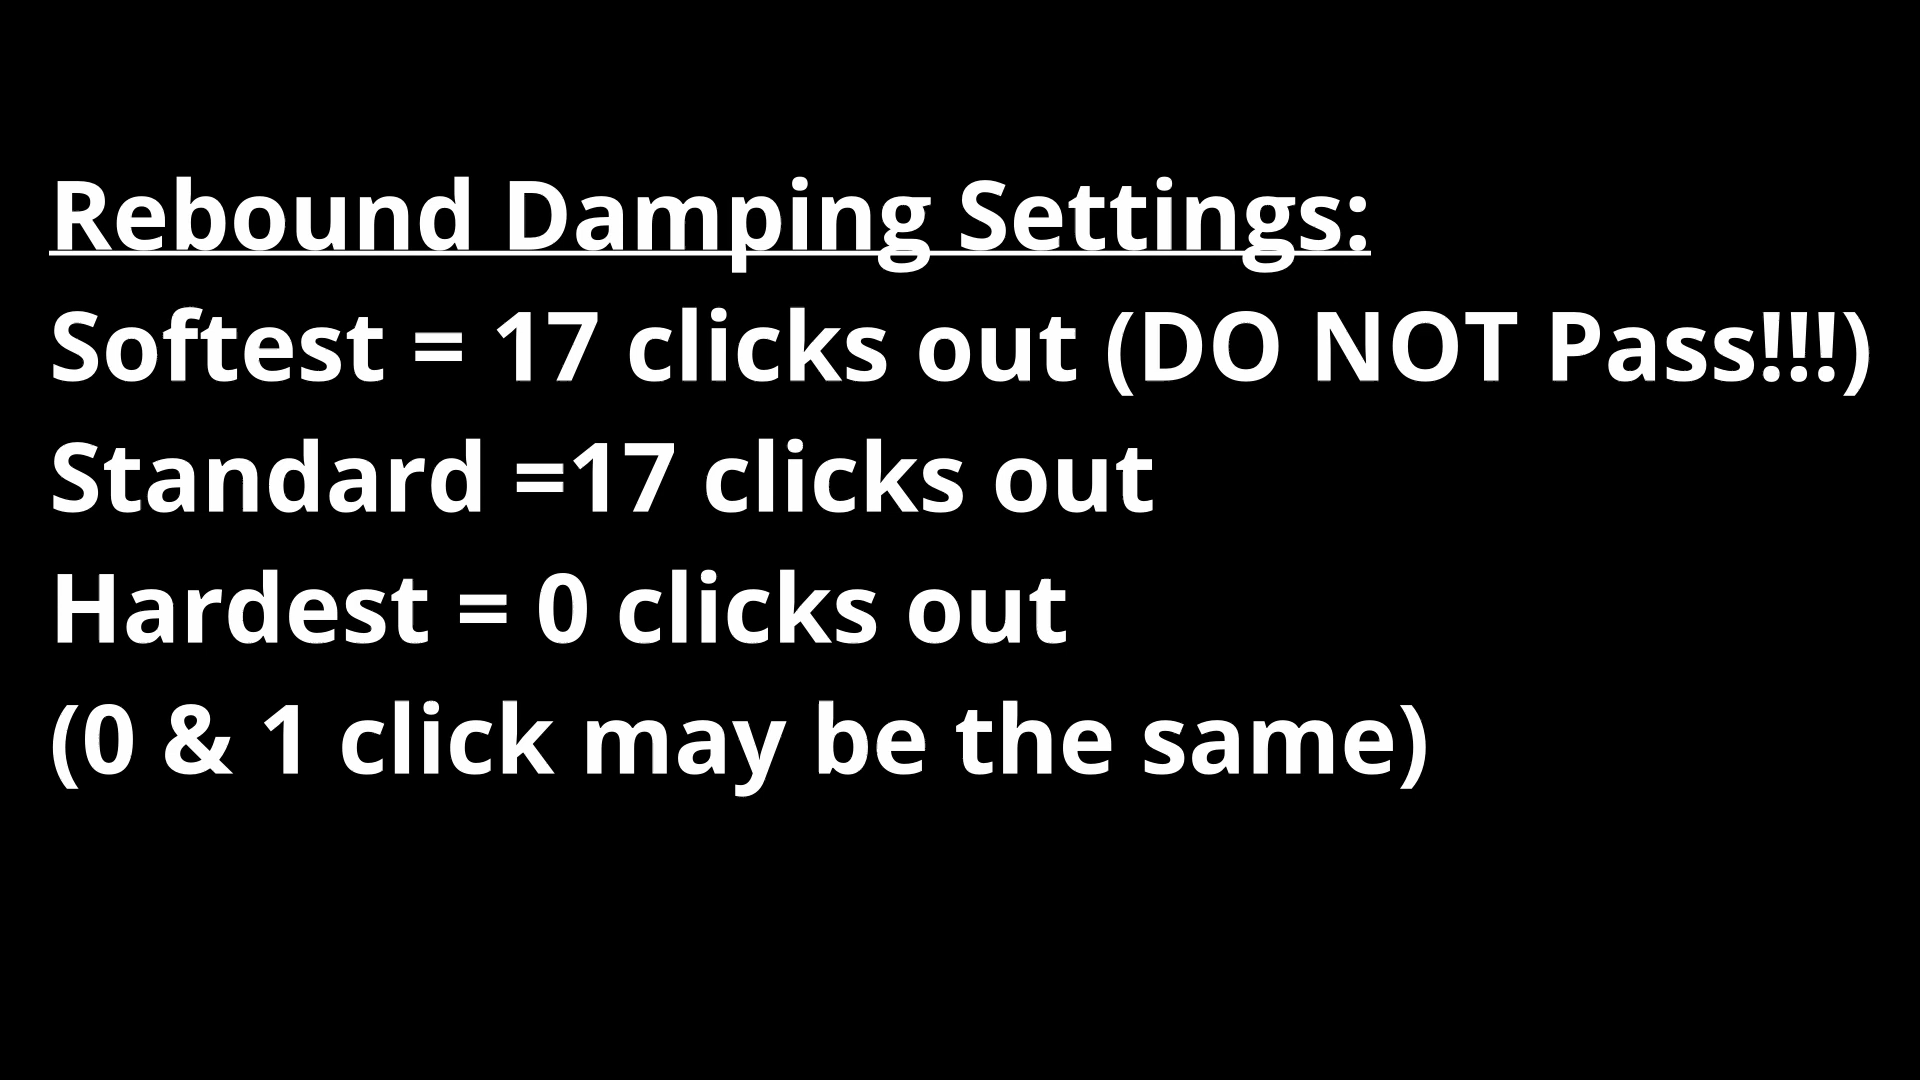 Rebound Damping Settings:
Softest = 17 clicks out (DO NOT Pass!!!)
Standard =17 clicks out
Hardest = 0 clicks out
(0 & 1 click may be the same)